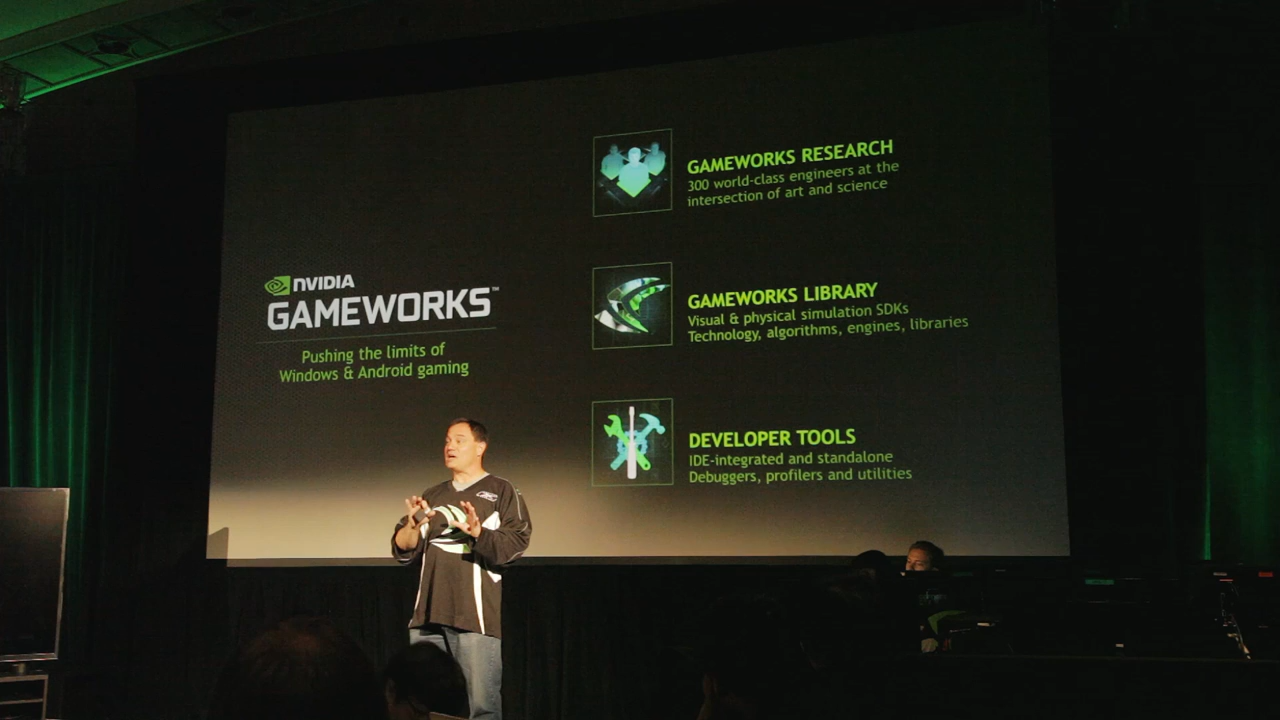 NVIDIA
GAMEWORKS™
Pushing the limits of
Windows & Android gaming
GAMEWORKS RESEARCH
300 world-class engineers at the
intersection of art and science
GAMEWORKS LIBRARY
Visual & physical simulation SDKs
Technology, algorithms, engines, libraries
DEVELOPER TOOLS
IDE-integrated and standalone
Debuggers, profilers and utilities